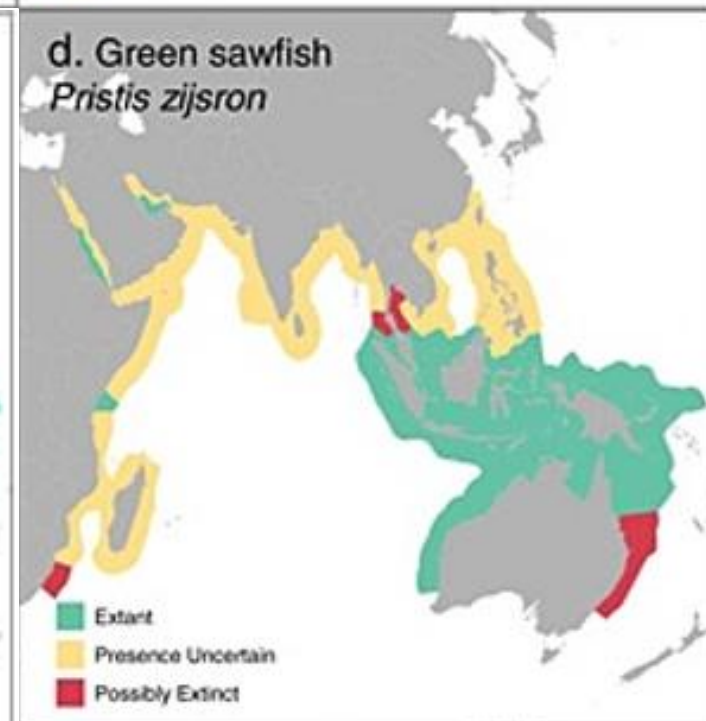 d. Green sawfish
Pristis zijsron
Extant
Presence Uncertain
Possibly Extinct